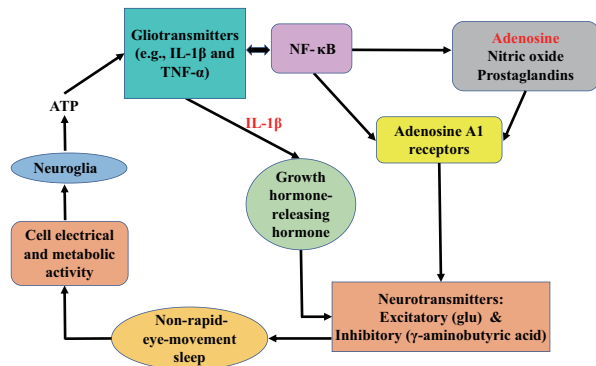 Gliotransmitters
(e.g., IL-1β and
TNF-α)
NF-κB
Adenosine
Nitric oxide
Prostaglandins
ATP
IL-1β
Adenosine A1
receptors
Neuroglia
Growth
hormone-
releasing
hormone
Cell electrical
and metabolic
activity
Neurotransmitters:
Excitatory (glu) &
Inhibitory (γ-aminobutyric acid)
Non-rapid-
eye-movement
sleep